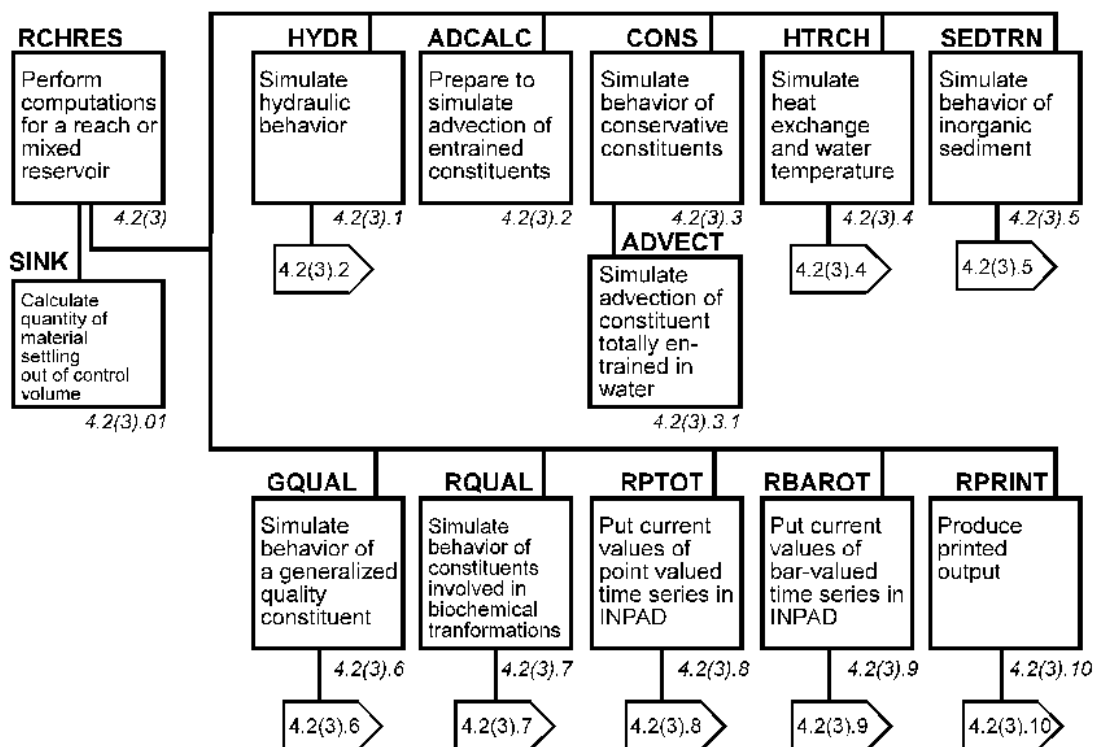 RCHRES
Perform
computations
for a reach or
mixed
reservoir
4.2(3)
SINK
Calculate
quantity of
material
settling
out of control
volume
4.2(3).01
HYDR
Simulate
hydraulic
behavior
4.2(3).1
4.2(3).2
ADCALC
Prepare to
simulate
advection of
entrained
constituents
4.2(3).2
CONS
Simulate
behavior of
conservative
constituents
4.2(3).3
ADVECT
Simulate
advection of
constituent
totally en-
trained in
water
4.2(3).3.1
HTRCH
Simulate
heat
exchange
and water
temperature
4.2(3).4
4.2(3).4
SEDTRN
Simulate
behavior of
inorganic
sediment
4.2(3).5
4.2(3).5
GQUAL
Simulate
behavior of
a generalized
quality
constituent
4.2(3).6
4.2(3).6
RQUAL
Simulate
behavior of
constituents
involved in
biochemical
tranformations
4.2(3).7
4.2(3).7
RPTOT
Put current
values of
point valued
time series in
INPAD
4.2(3).8
4.2(3).8
RBAROT
Put current
values of
bar-valued
time series in
INPAD
4.2(3).9
4.2(3).9
RPRINT
Produce
printed
output
4.2(3).10
4.2(3).10